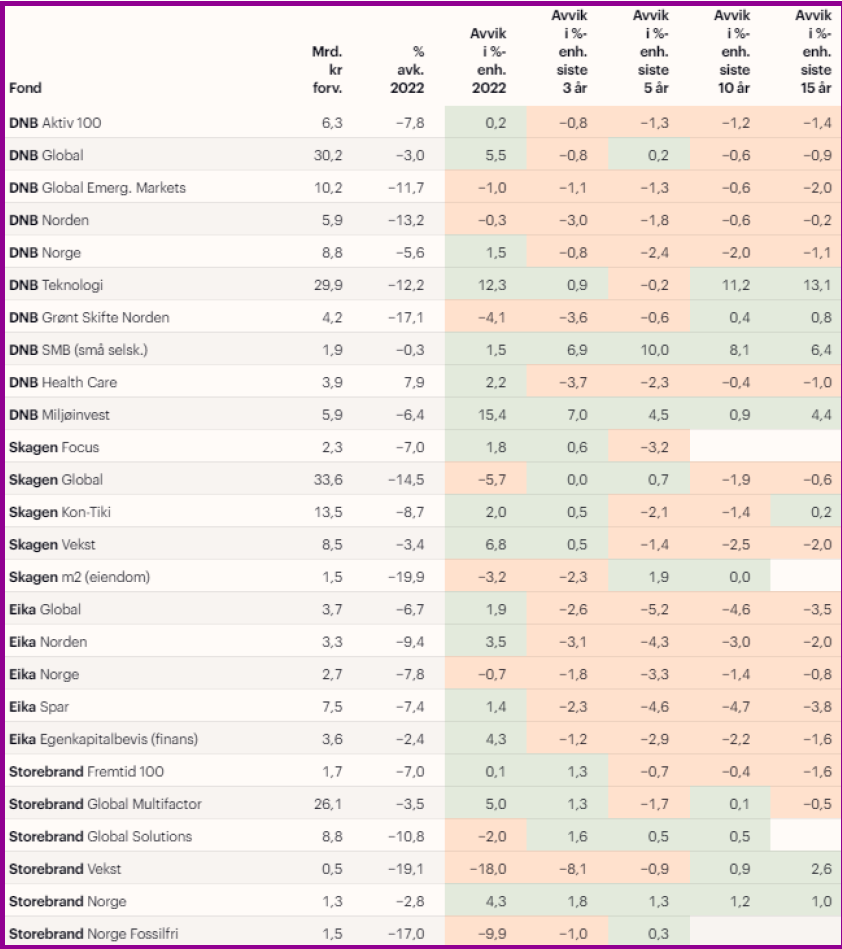 Fond Mrd. kr forv. % avk. 2022 Avvik i %-enh. 2022 Avvik i %-enh. siste 3 år Avvik i %-enh. siste 5 år Avvik i %-enh. siste 10 år Avvik i %-enh. siste 15 år
DNB Aktiv 100 6,3 −7,8 0,2 −0,8 −1,3 −1,2 −1,4
DNB Global 30,2 −3,0 5,5 −0,8 0,2 −0,6 −0,9
DNB Global Emerg. Markets 10,2 −11,7 −1,0 −1,1 −1,3 −0,6 −2,0
DNB Norden 5,9 −13,2 −0,3 −3,0 −1,8 −0,6 −0,2
DNB Norge 8,8 −5,6 1,5 −0,8 −2,4 −2,0 −1,1
DNB Teknologi 29,9 −12,2 12,3 0,9 −0,2 11,2 13,1
DNB Grønt Skifte Norden 4,2 −17,1 −4,1 −3,6 −0,6 0,4 0,8
DNB SMB (små selsk.) 1,9 −0,3 1,5 6,9 10,0 8,1 6,4
DNB Health Care 3,9 7,9 2,2 −3,7 −2,3 −0,4 −1,0
DNB Miljøinvest 5,9 −6,4 15,4 7,0 4,5 0,9 4,4
Skagen Focus 2,3 −7,0 1,8 0,6 −3,2
Skagen Global 33,6 −14,5 −5,7 0,0 0,7 −1,9 −0,6
Skagen Kon-Tiki 13,5 −8,7 2,0 0,5 −2,1 −1,4 0,2
Skagen Vekst 8,5 −3,4 6,8 0,5 −1,4 −2,5 −2,0
Skagen m2 (eiendom) 1,5 −19,9 −3,2 −2,3 1,9 0,0
Eika Global 3,7 −6,7 1,9 −2,6 −5,2 −4,6 −3,5
Eika Norden 3,3 −9,4 3,5 −3,1 −4,3 −3,0 −2,0
Eika Norge 2,7 −7,8 −0,7 −1,8 −3,3 −1,4 −0,8
Eika Spar 7,5 −7,4 1,4 −2,3 −4,6 −4,7 −3,8
Eika Egenkapitalbevis (finans) 3,6 −2,4 4,3 −1,2 −2,9 −2,2 −1,6
Storebrand Fremtid 100 1,7 −7,0 0,1 1,3 −0,7 −0,4 −1,6
Storebrand Global Multifactor 26,1 −3,5 5,0 1,3 −1,7 0,1 −0,5
Storebrand Global Solutions 8,8 −10,8 −2,0 1,6 0,5 0,5
Storebrand Vekst 0,5 −19,1 −18,0 −8,1 −0,9 0,9 2,6
Storebrand Norge 1,3 −2,8 4,3 1,8 1,3 1,2 1,0
Storebrand Norge Fossilfri 1,5 −17,0 −9,9 −1,0 0,3